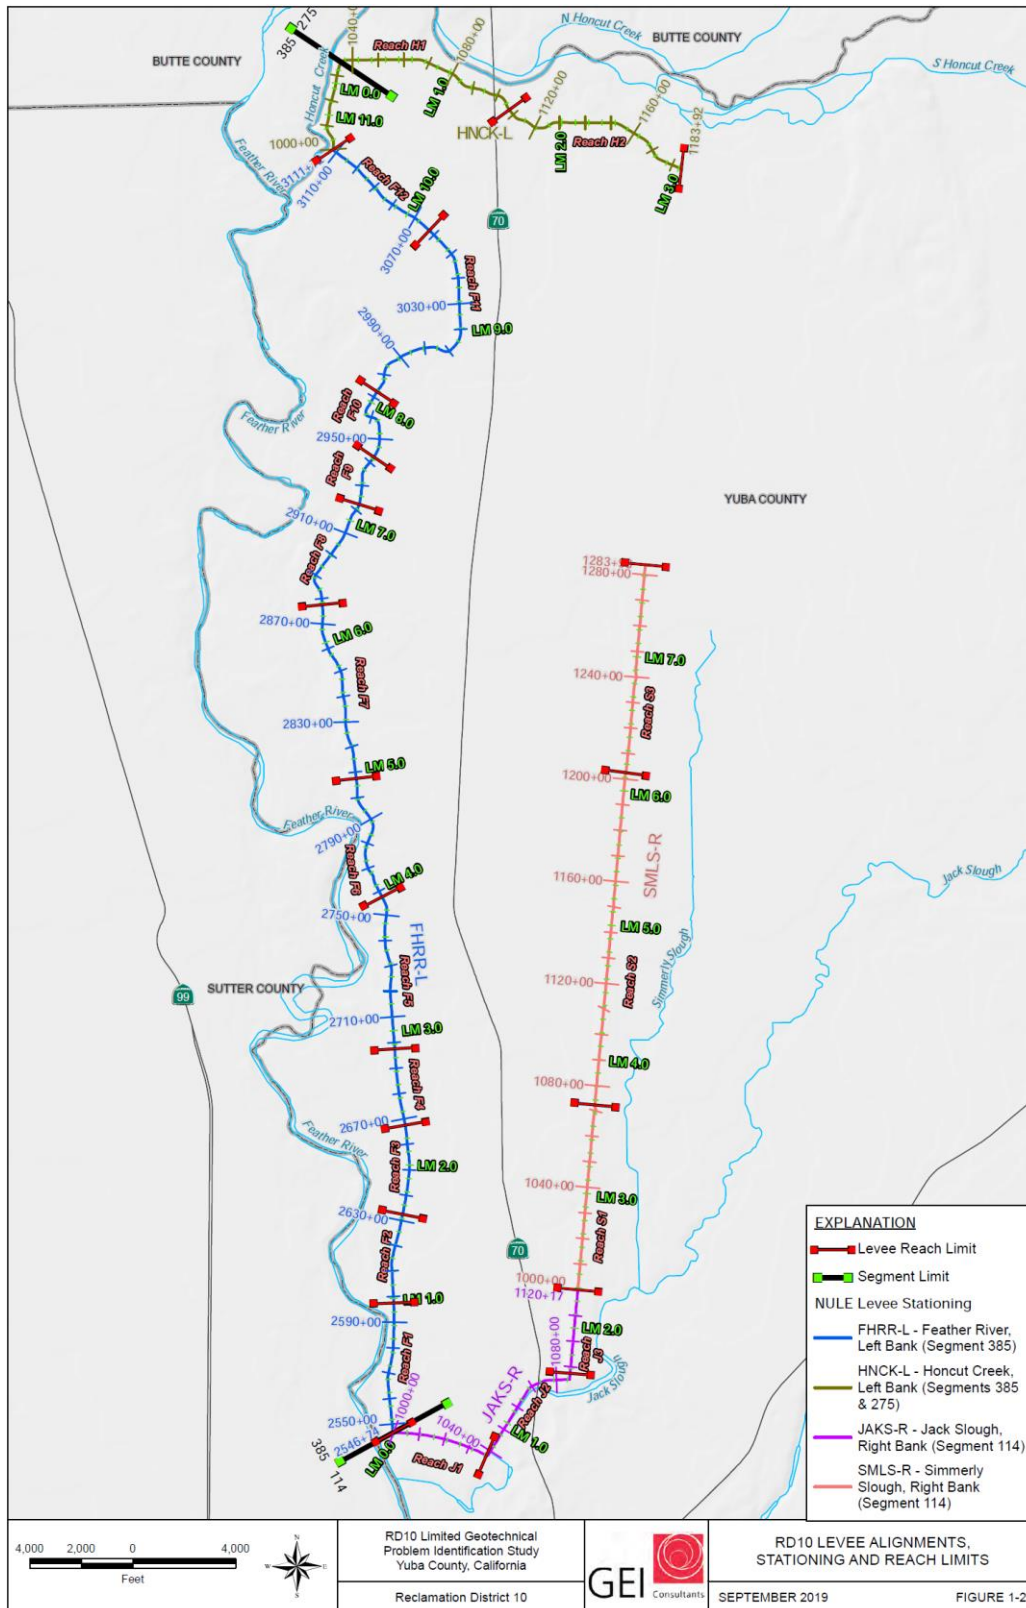 385
275
1040+00
Reach H1
1080+00
N Honcut Creek
BUTTE COUNTY
BUTTE COUNTY
Honcut Creek
S Honcut Creek
LM 0.0
LM 1.0
LM 11.0
1120+00
1160+00
HNCK-L
LM 2.0
Reach H2
1183+92
1000+00
LM 3.0
3111+
3110+00
Feather River
Reach F12
LM 10.0
3070+00
70
Reach F11
3030+00
2990+00
LM 9.0
Reach
F10
LM 8.0
Feather River
2950+00
Reach
F9
YUBA COUNTY
2910+00
LM 7.0
Reach F8
1283+
1280+00
2870+00
LM 6.0
LM 7.0
1240+00
Reach F7
Reach S3
2830+00
LM 5.0
1200+00
LM 6.0
Feather River
2790+00
SMLS-R
Reach F6
LM 4.0
1160+00
Jack Slough
2750+00
FHRR-L
LM 5.0
Reach F5
Reach S2
Simmerly Slough
SUTTER COUNTY
99
1120+00
2710+00
LM 3.0
LM 4.0
Reach F4
1080+00
2670+00
Feather River
Reach F3
LM 2.0
1040+00
LM 3.0
2630+00
Reach F2
Reach S1
70
1000+00
1120+17
LM 1.0
2590+00
LM 2.0
Reach F1
1080+00
Reach
J3
Jack Slough
1000+00
JAKS-R
Reach J2
2550+00
2546+74
1040+00
LM 1.0
LM 0.0
385
114
Reach J1
EXPLANATION
Levee Reach Limit
Segment Limit
NULE Levee Stationing
FHRR-L - Feather River,
Left Bank (Segment 385)
HNCK-L - Honcut Creek,
Left Bank (Segments 385
& 275)
JAKS-R - Jack Slough,
Right Bank (Segment 114)
SMLS-R - Simmerly
Slough, Right Bank
(Segment 114)
4,000 2,000 0 4,000
Feet
N
W E
S
RD10 Limited Geotechnical
Problem Identification Study
Yuba County, California
Reclamation District 10
GEI Consultants
RD10 LEVEE ALIGNMENTS,
STATIONING AND REACH LIMITS
SEPTEMBER 2019
FIGURE 1-2